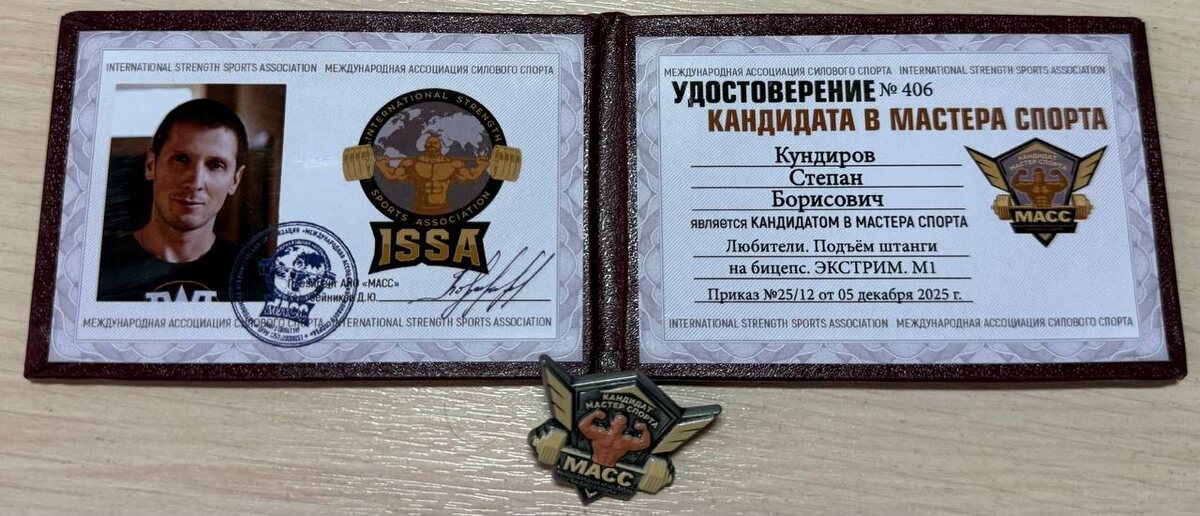 INTERNATIONAL STRENGTH SPORTS ASSOCIATION МЕЖДУНАРОДНАЯ АССОЦИАЦИЯ СИЛОВОГО СПОРТА
INTERNATIONAL STRENGTH
SPORTS ASSOCIATION
ISSA
АНО «МАСС»
Д.Ю.
МЕЖДУНАРОДНАЯ АССОЦИАЦИЯ СИЛОВОГО СПОРТА INTERNATIONAL STRENGTH SPORTS ASSOCIATION
МЕЖДУНАРОДНАЯ АССОЦИАЦИЯ СИЛОВОГО СПОРТА INTERNATIONAL STRENGTH SPORTS ASSOCIATION
УДОСТОВЕРЕНИЕ № 406
КАНДИДАТА В МАСТЕРА СПОРТА
Кундиров
Степан
Борисович
является КАНДИДАТОМ В МАСТЕРА СПОРТА
Любители. Подъём штанги
на бицепс. ЭКСТРИМ. М1
Приказ №25/12 от 05 декабря 2025 г.
КАНДИДАТ
МАСТЕР СПОРТА
МАСС
INTERNATIONAL STRENGTH SPORTS ASSOCIATION МЕЖДУНАРОДНАЯ АССОЦИАЦИЯ СИЛОВОГО СПОРТА
КАНДИДАТ
МАСТЕР СПОРТА
МАСС